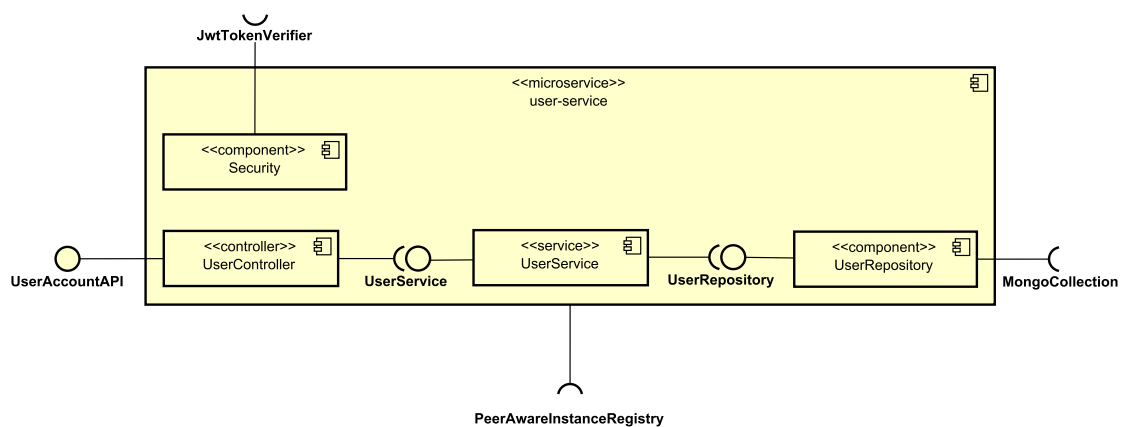 JwtTokenVerifier
<<microservice>>
user-service
<<component>>
Security
<<controller>>
UserController
<<service>>
UserService
<<component>>
UserRepository
UserAccountAPI
UserService
UserRepository
MongoCollection
PeerAwareInstanceRegistry